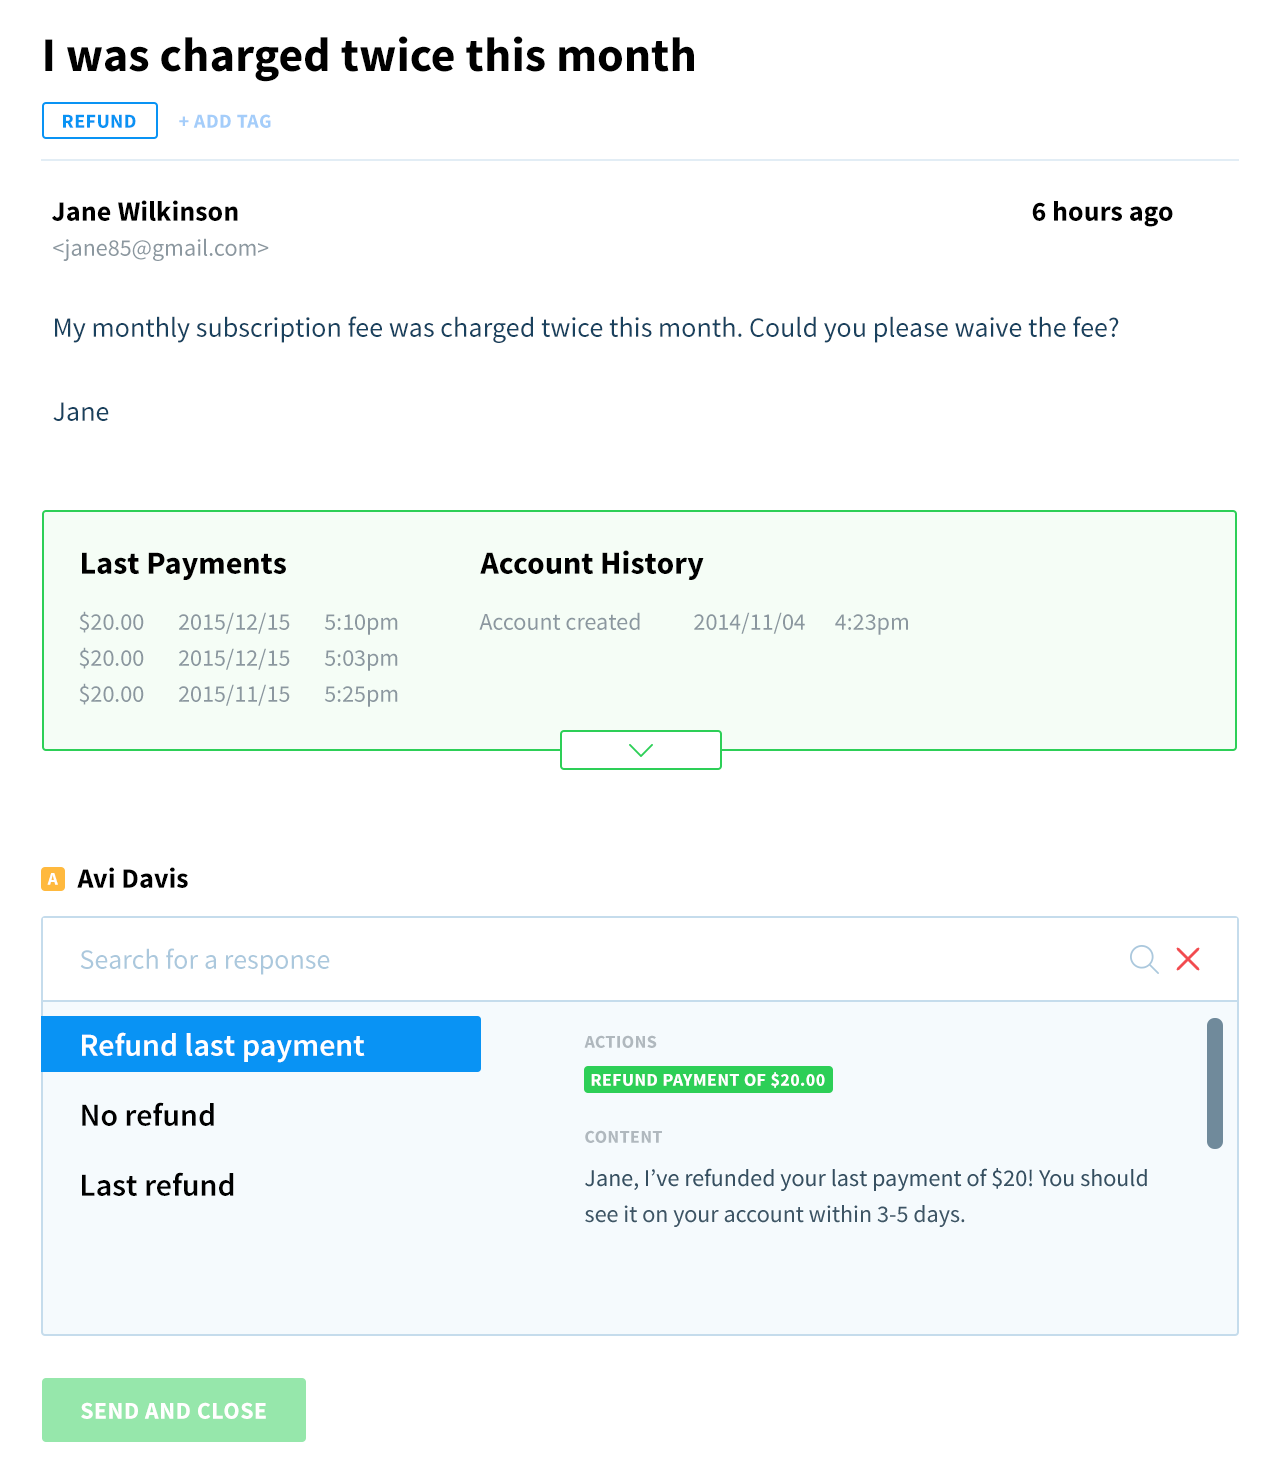 I was charged twice this month
REFUND + ADD TAG
Jane Wilkinson 6 hours ago
<jane85@gmail.com>
My monthly subscription fee was charged twice this month. Could you please waive the fee?
Jane
Last Payments Account History
$20.00 2015/12/15 5:10pm Account created 2014/11/04 4:23pm
$20.00 2015/12/15 5:03pm
$20.00 2015/11/15 5:25pm
A Avi Davis
Search for a response
Refund last payment
No refund
Last refund
ACTIONS
REFUND PAYMENT OF $20.00
CONTENT
Jane, I’ve refunded your last payment of $20! You should
see it on your account within 3-5 days.
SEND AND CLOSE